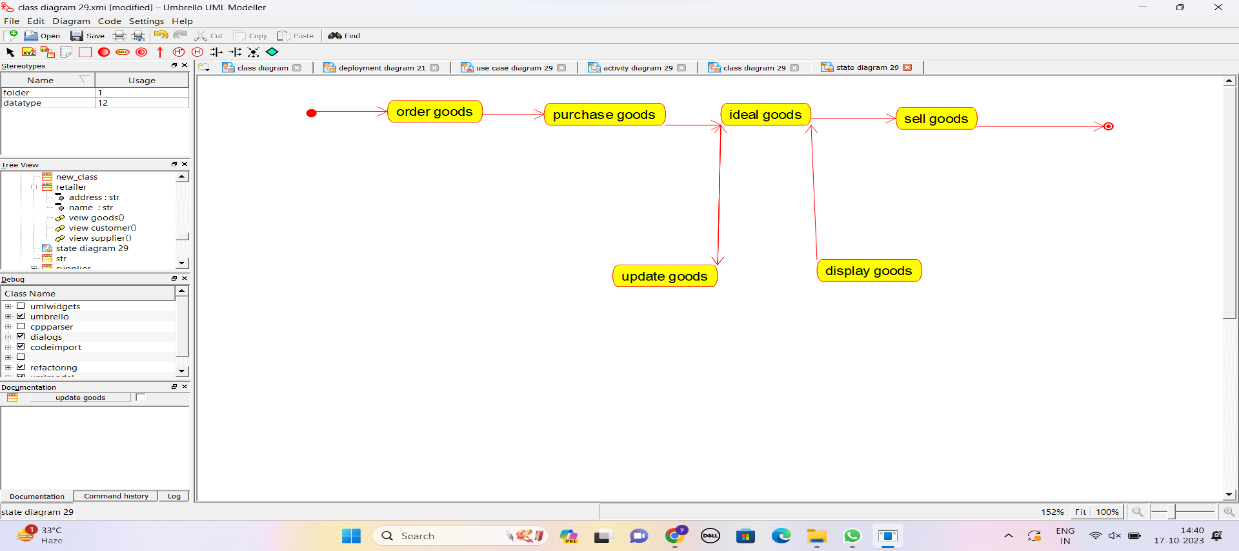 class diagram 29.xmi [modified] – Umbrello UML Modeller
File Edit Diagram Code Settings Help
Open Save Cut Copy Paste Find
class diagram deployment diagram 21 use case diagram 29 activity diagram 29 class diagram 29 state diagram 29
Stereotypes
Name Usage
folder 1
datatype 12
Tree View
new_class
retailer
address : str
name : str
veiw goods()
view customer()
view supplier()
state diagram 29
str
supplier
Debug
Class Name
umlwidgets
umbrello
cppparser
dialogs
codeimport
refactoring
umlmodel
Documentation
update goods
Documentation Command history Log
order goods
purchase goods
ideal goods
sell goods
update goods
display goods
state diagram 29
152% Fit 100%
1
33°C
Haze
Search
PRE
Y
DELL
ENG
IN
14:40
17-10-2023